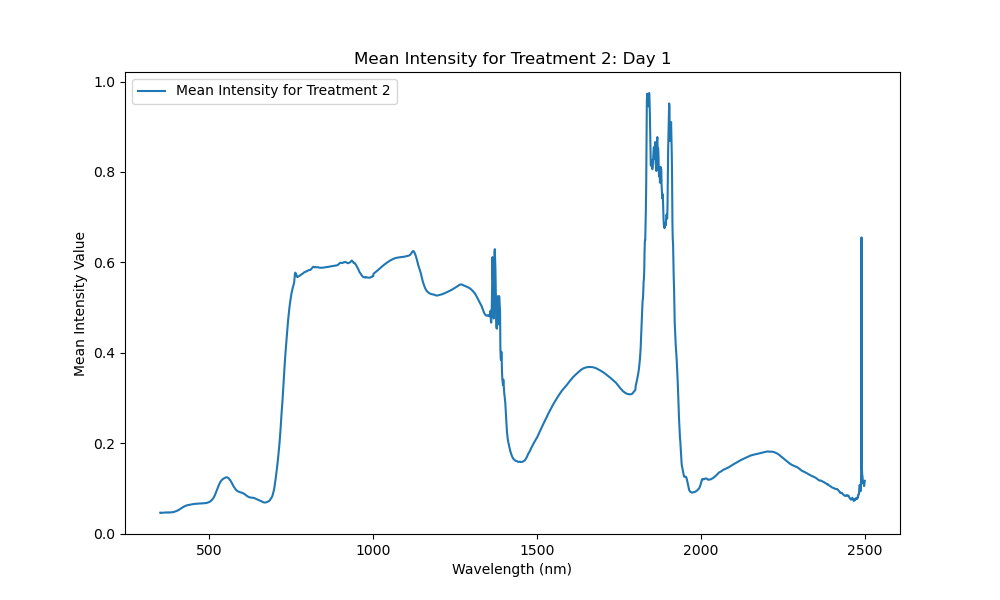 Mean Intensity for Treatment 2: Day 1
Mean Intensity for Treatment 2
1.0
0.8
0.6
0.4
0.2
0.0
Mean Intensity Value
500
1000
1500
2000
2500
Wavelength (nm)